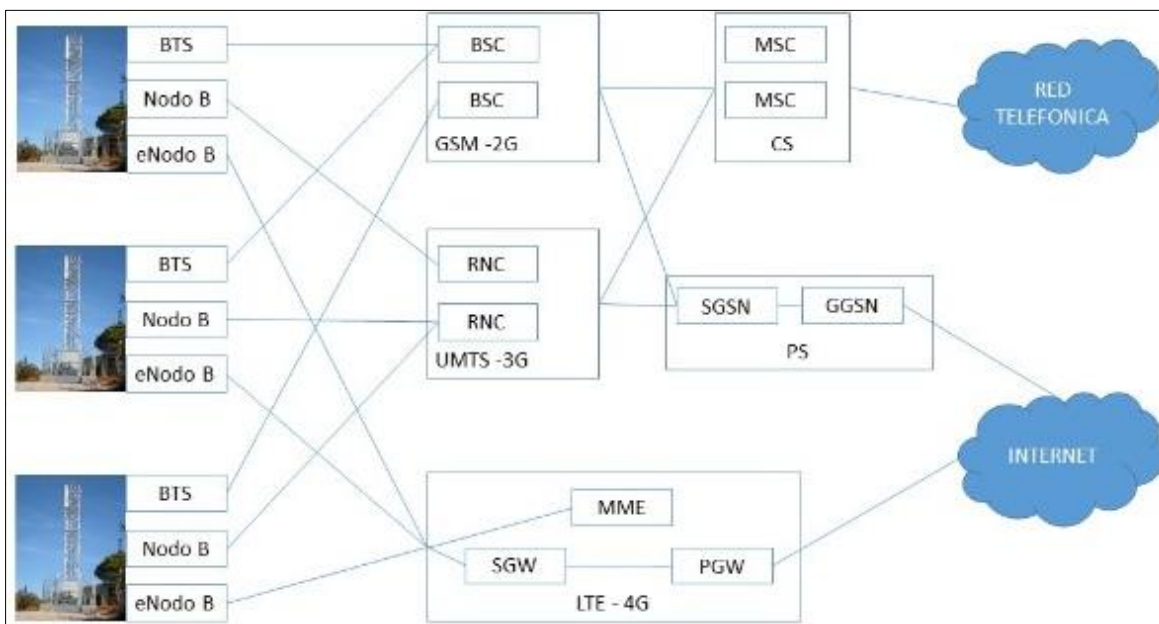 BTS
Nodo B
eNodo B
BTS
Nodo B
eNodo B
BTS
Nodo B
eNodo B
BSC
BSC
GSM -2G
RNC
RNC
UMTS -3G
MME
SGW
PGW
LTE - 4G
MSC
MSC
CS
SGSN
GGSN
PS
RED
TELEFONICA
INTERNET